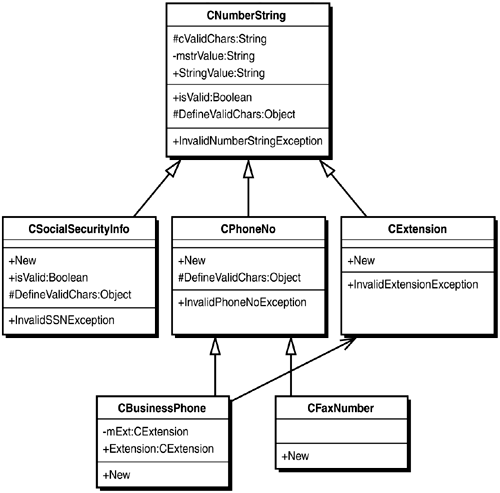 CNumberString
#cValidChars:String
-mstrValue:String
+StringValue:String
+isValid:Boolean
#DefineValidChars:Object
+InvalidNumberStringException
CSocialSecurityInfo
+New
+isValid:Boolean
#DefineValidChars:Object
+InvalidSSNException
CPhoneNo
+New
#DefineValidChars:Object
+InvalidPhoneNoException
CExtension
+New
+InvalidExtensionException
CBusinessPhone
-mExt:CExtension
+Extension:CExtension
+New
CFaxNumber
+New